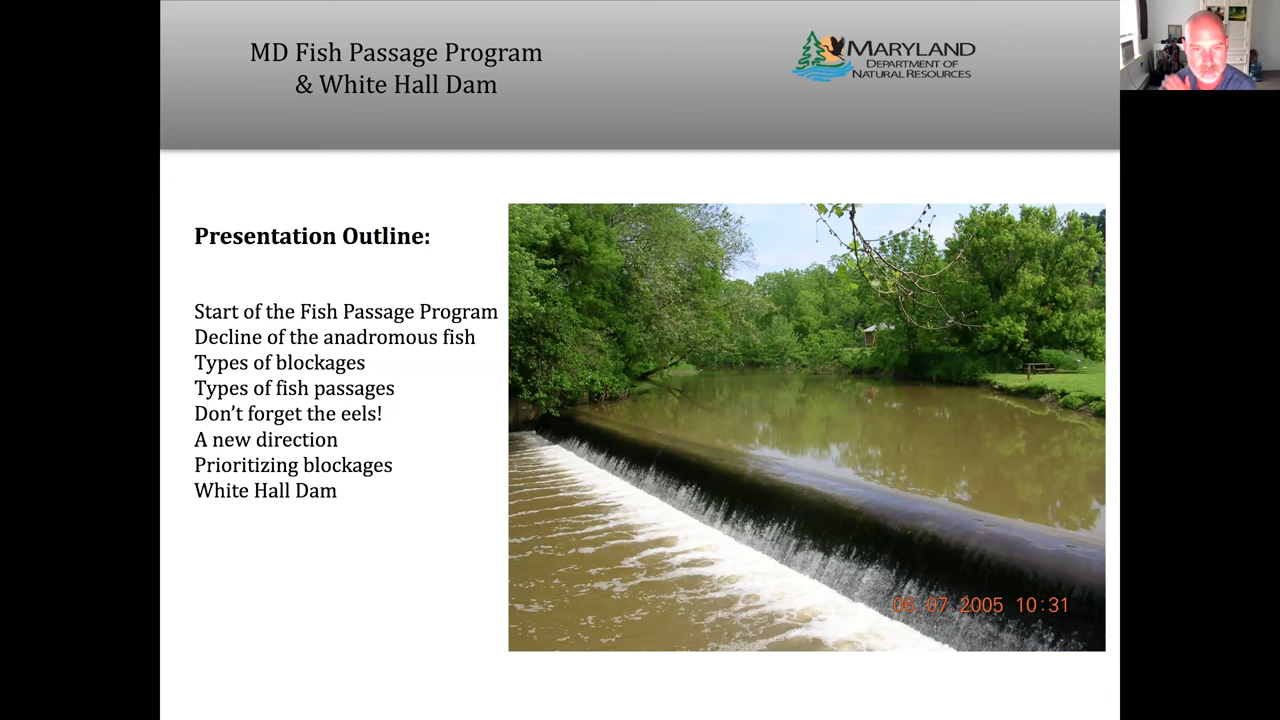 MD Fish Passage Program
& White Hall Dam
MARYLAND
DEPARTMENT OF
NATURAL RESOURCES
Presentation Outline:
Start of the Fish Passage Program
Decline of the anadromous fish
Types of blockages
Types of fish passages
Don’t forget the eels!
A new direction
Prioritizing blockages
White Hall Dam
06 07 2005 10:31